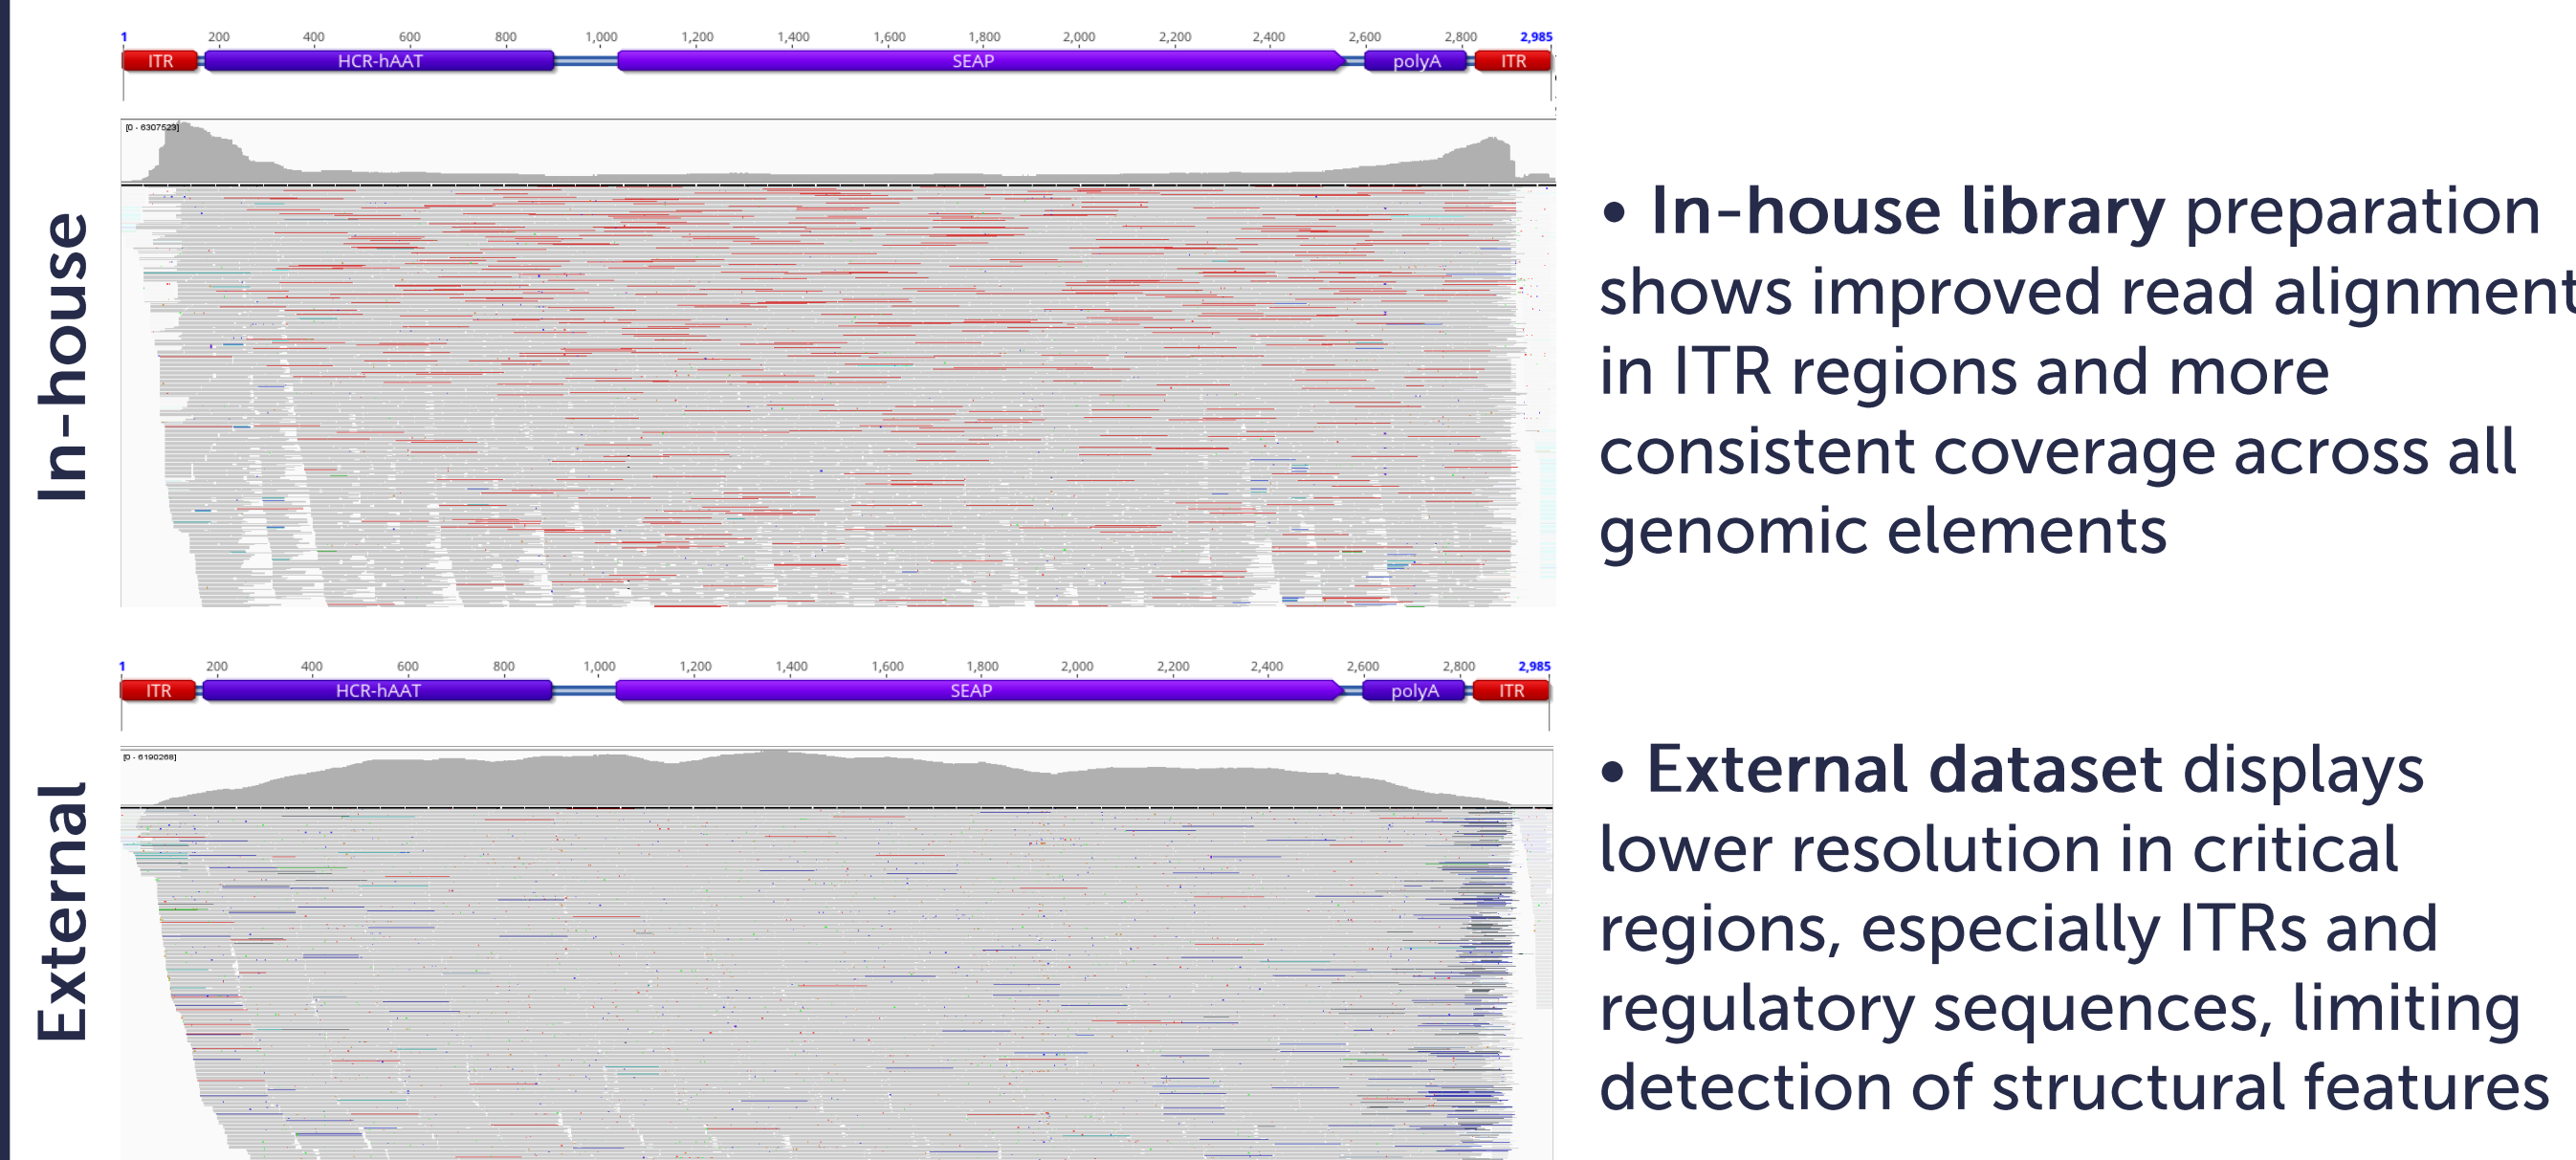 1 200 400 600 800 1,000 1,200 1,400 1,600 1,800 2,000 2,200 2,400 2,600 2,800 2,985
ITR HCR-hAAT SEAP polyA ITR
[0 - 6307523]
In-house
• In-house library preparation
shows improved read alignment
in ITR regions and more
consistent coverage across all
genomic elements
1 200 400 600 800 1,000 1,200 1,400 1,600 1,800 2,000 2,200 2,400 2,600 2,800 2,985
ITR HCR-hAAT SEAP polyA ITR
[0 - 6190268]
External
• External dataset displays
lower resolution in critical
regions, especially ITRs and
regulatory sequences, limiting
detection of structural features